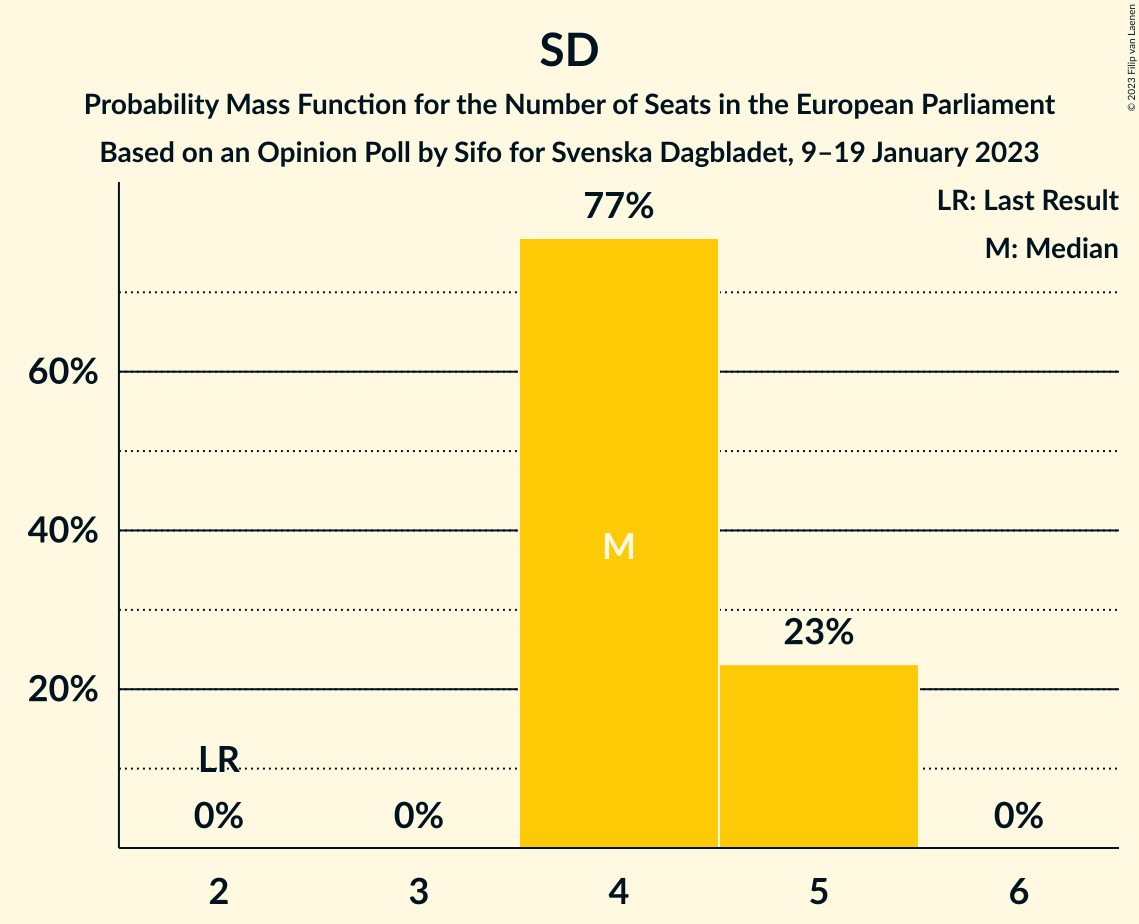 SD
Probability Mass Function for the Number of Seats in the European Parliament
Based on an Opinion Poll by Sifo for Svenska Dagbladet, 9–19 January 2023
© 2023 Filip van Laenen
LR: Last Result
M: Median
77%
60%
40%
M
23%
20%
LR
0%
0%
0%
2
3
4
5
6